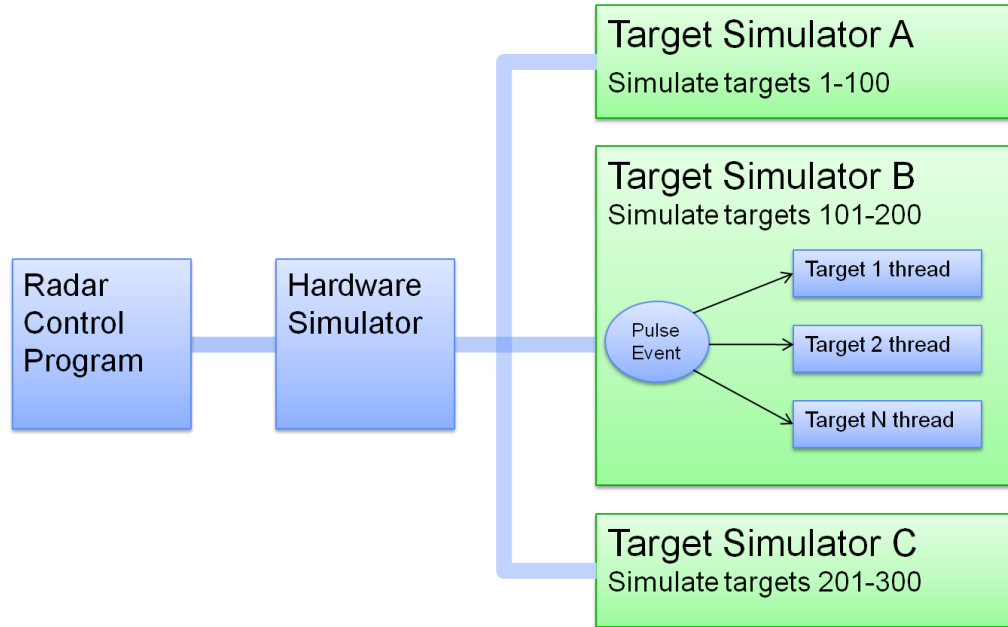 Target Simulator A
Simulate targets 1-100
Target Simulator B
Simulate targets 101-200
Radar
Control
Program
Hardware
Simulator
Pulse
Event
Target 1 thread
Target 2 thread
Target N thread
Target Simulator C
Simulate targets 201-300